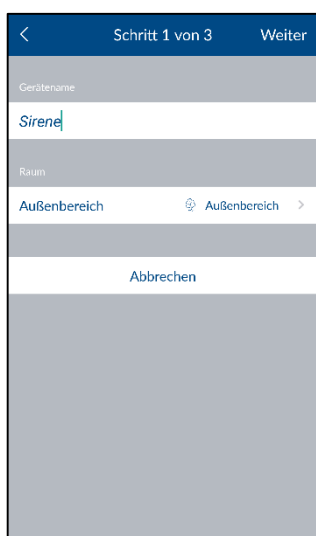 Schritt 1 von 3 Weiter
Gerätename
Sirene
Raum
Außenbereich Außenbereich
Abbrechen